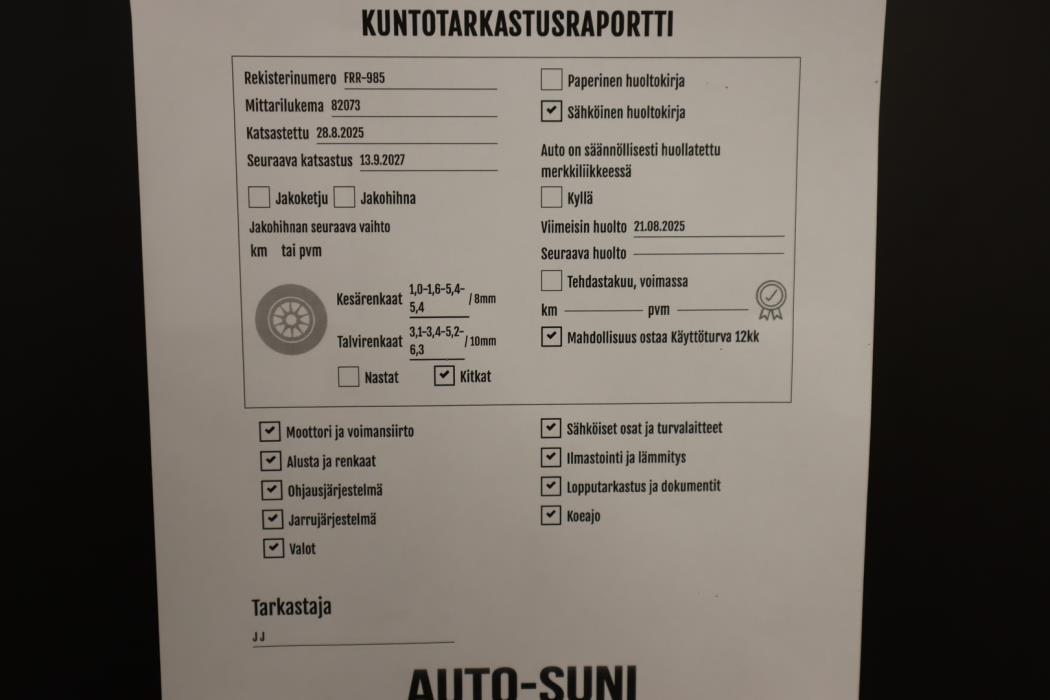 KUNTOTARKASTUSRAPORTTI
Rekisterinumero FRR-985
Mittarilukema 82073
Katsastettu 28.8.2025
Seuraava katsastus 13.9.2027
Jakoketju Jakohihna
Jakohihnan seuraava vaihto
km tai pvm
Kesärenkaat 1,0-1,6-5,4-5,4 / 8mm
Talvirenkaat 3,1-3,4-5,2-6,3 / 10mm
Nastat Kitkat
Paperinen huoltokirja
Sähköinen huoltokirja
Auto on säännöllisesti huollatettu
merkkiliikkeessä
Kyllä
Viimeisin huolto 21.08.2025
Seuraava huolto
Tehdastakuu, voimassa
km pvm
Mahdollisuus ostaa Käyttöturva 12kk
Moottori ja voimansiirto
Alusta ja renkaat
Ohjausjärjestelmä
Jarrujärjestelmä
Valot
Sähköiset osat ja turvalaitteet
Ilmastointi ja lämmitys
Lopputarkastus ja dokumentit
Koeajo
Tarkastaja
JJ
AUTO-SUNI